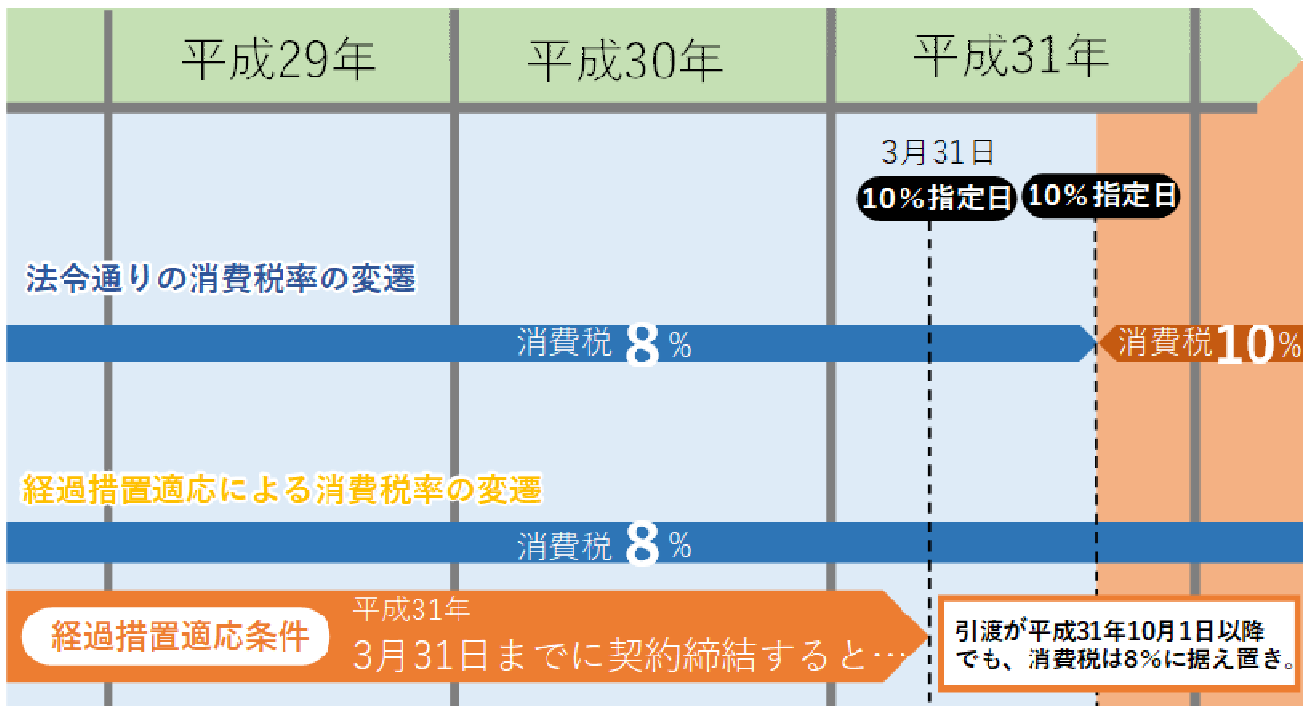 平成29年
平成30年
平成31年
3月31日
10%指定日
10%指定日
法令通りの消費税率の変遷
消費税 8 %
消費税10%
経過措置適応による消費税率の変遷
消費税 8 %
経過措置適応条件
平成31年
3月31日までに契約締結すると…
引渡が平成31年10月1日以降
でも、消費税は8%に据え置き。